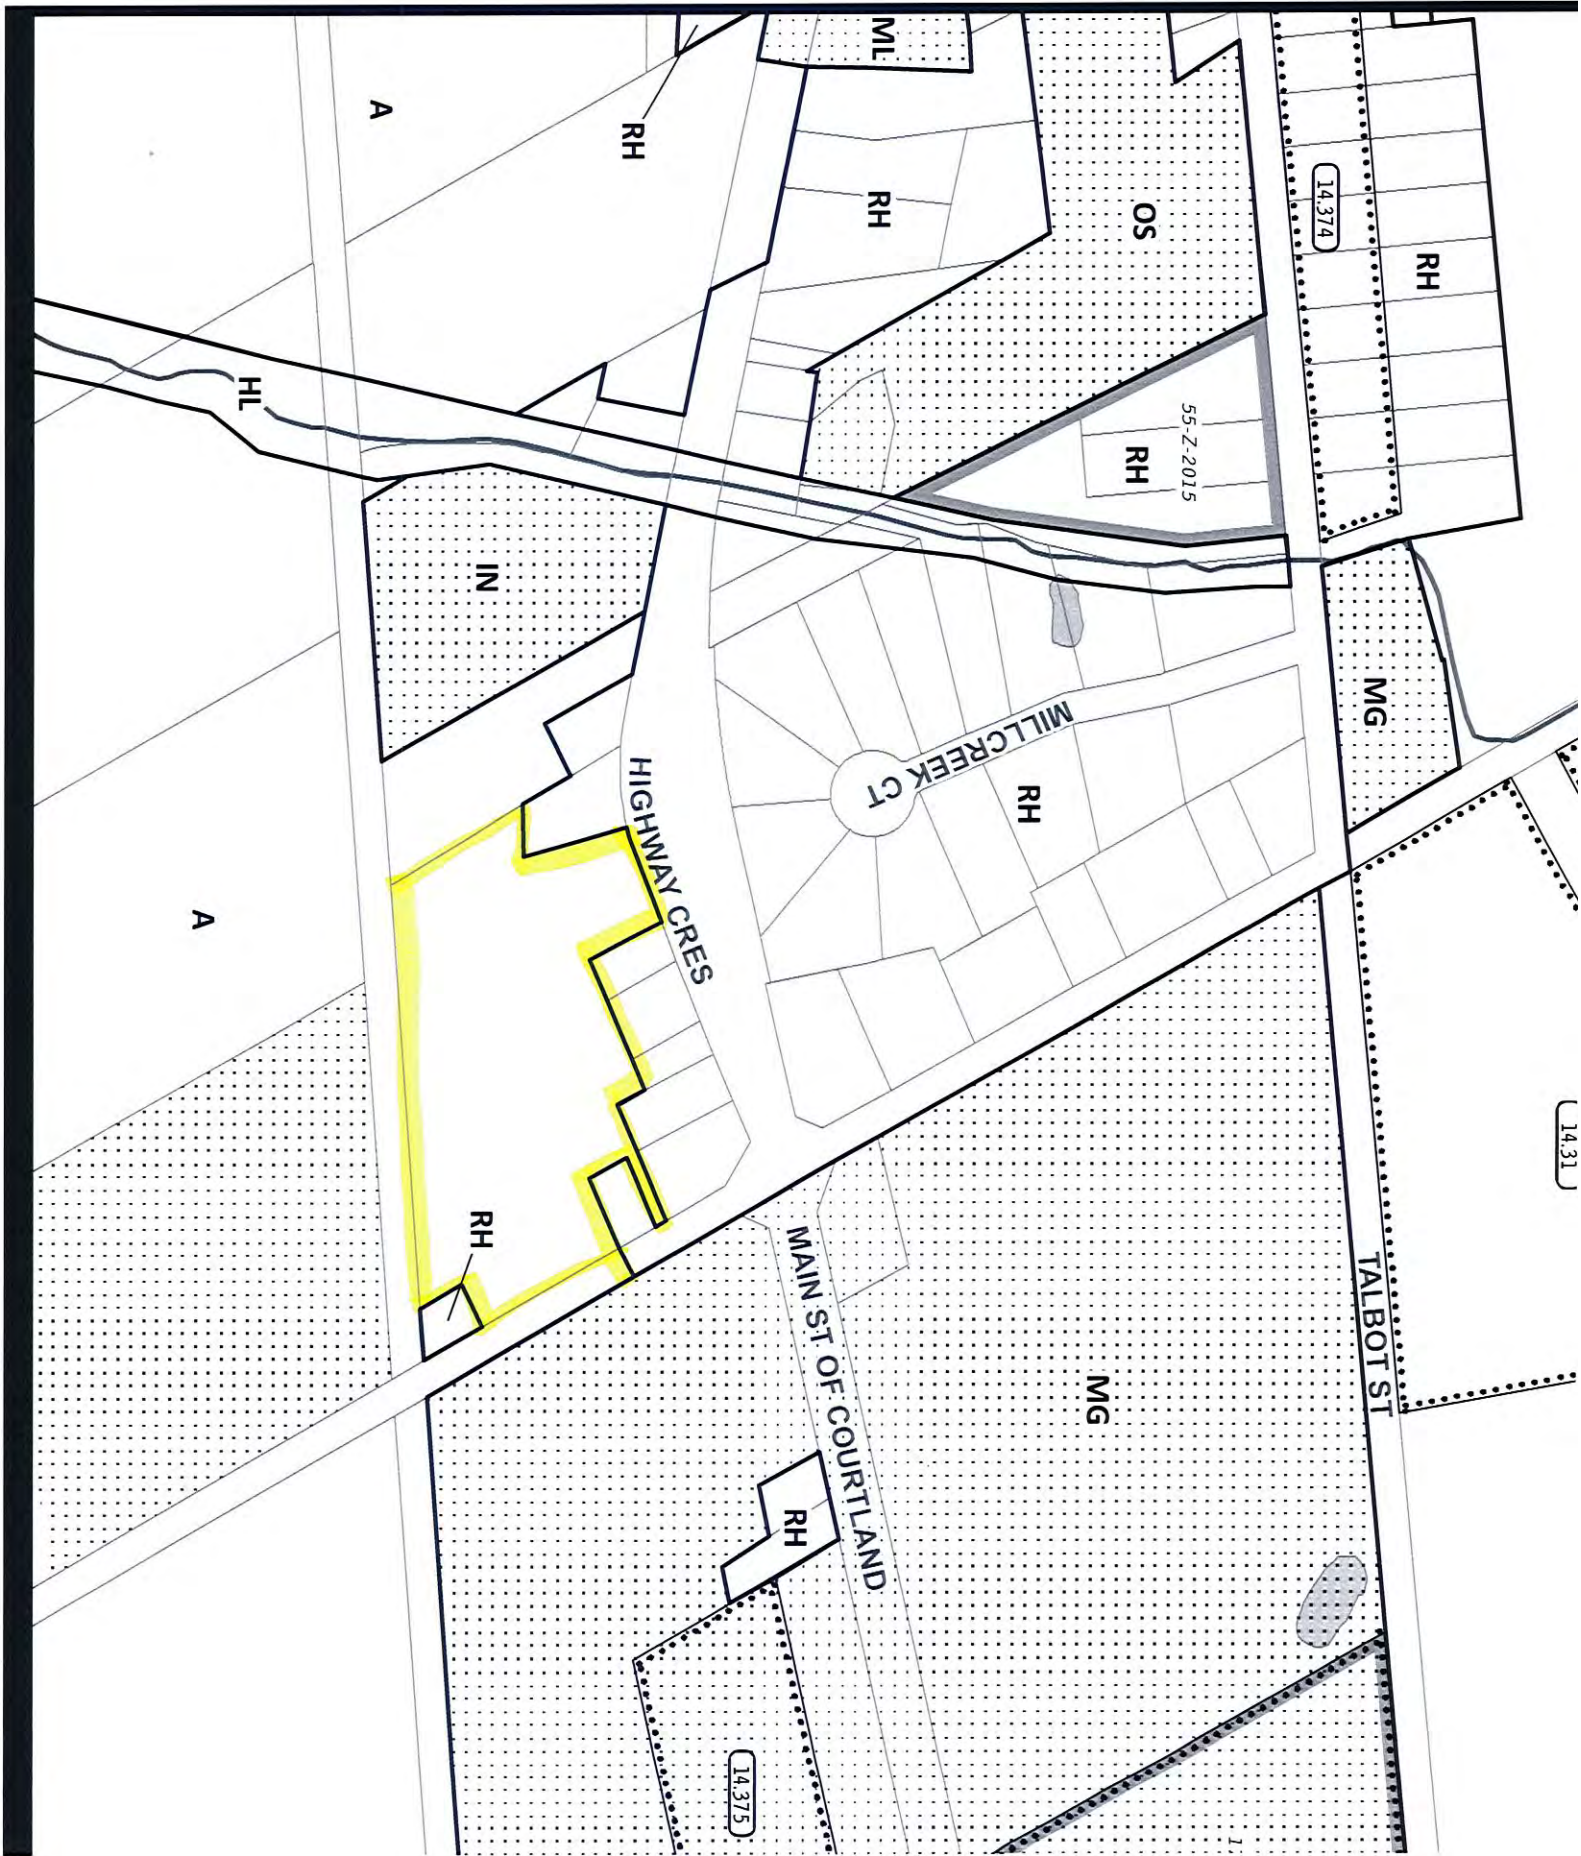 ML
A
RH
RH
OS
14.374
RH
55-Z-2015
RH
HL
IN
MG
MILLCREEK CT
RH
HIGHWAY CRES
A
14.31
RH
MAIN ST OF COURTLAND
TALBOT ST
MG
RH
14.375
1